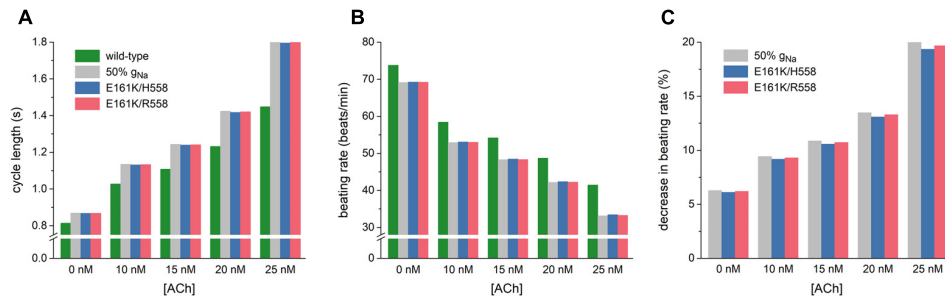 A
cycle length (s)
1.8
1.6
1.4
1.2
1.0
0.8
0.0
wild-type
50% gNa
E161K/H558
E161K/R558
0 nM 10 nM 15 nM 20 nM 25 nM
[ACh]
B
beating rate (beats/min)
80
70
60
50
40
30
0
0 nM 10 nM 15 nM 20 nM 25 nM
[ACh]
C
decrease in beating rate (%)
20
15
10
5
0
50% gNa
E161K/H558
E161K/R558
0 nM 10 nM 15 nM 20 nM 25 nM
[ACh]